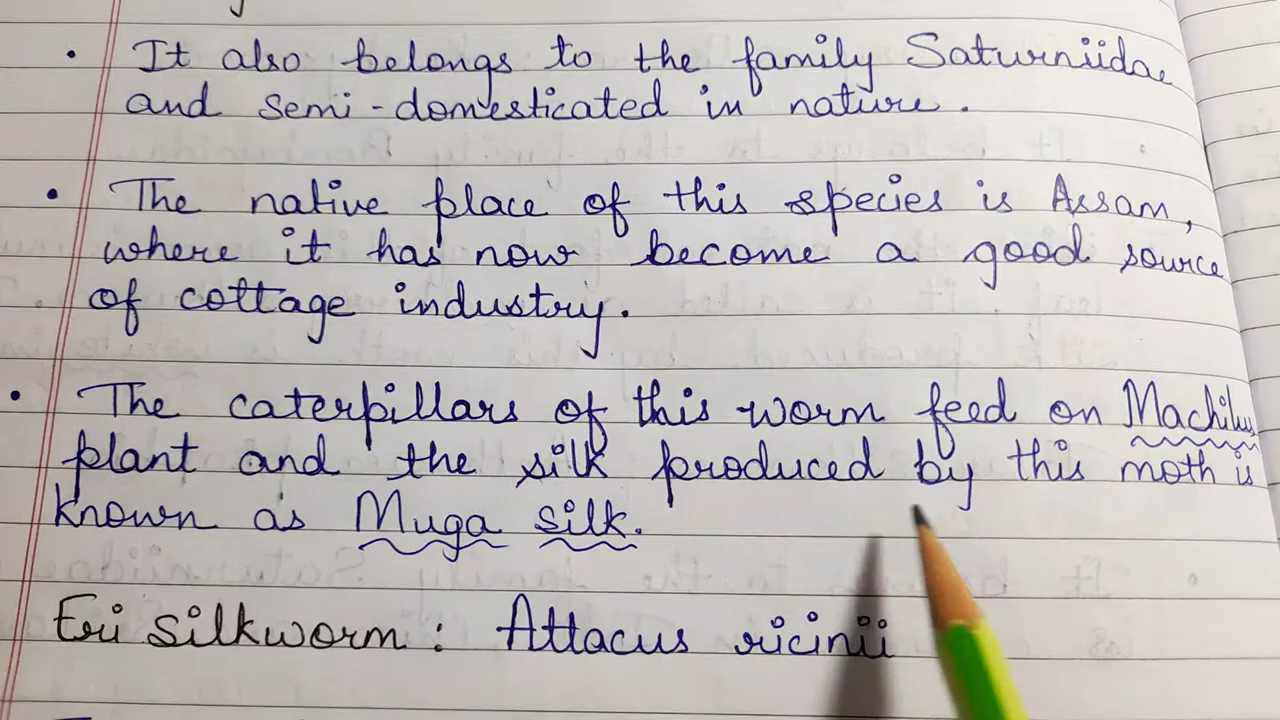 • It also belongs to the family Saturniidae
and semi-domesticated in nature.
• The native place of this species is Assam,
where it has now become a good source
of cottage industry.
• The caterpillars of this worm feed on Machilus
plant and the silk produced by this moth is
known as Muga silk.
Eri silkworm: Attacus ricinii